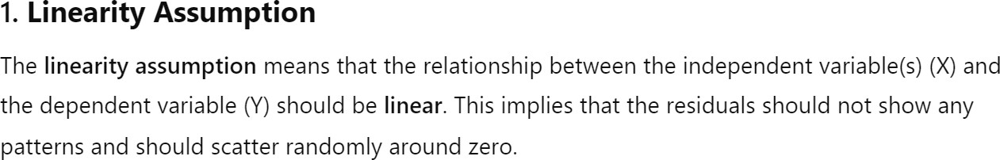 1. Linearity Assumption
The linearity assumption means that the relationship between the independent variable(s) (X) and
the dependent variable (Y) should be linear. This implies that the residuals should not show any
patterns and should scatter randomly around zero.